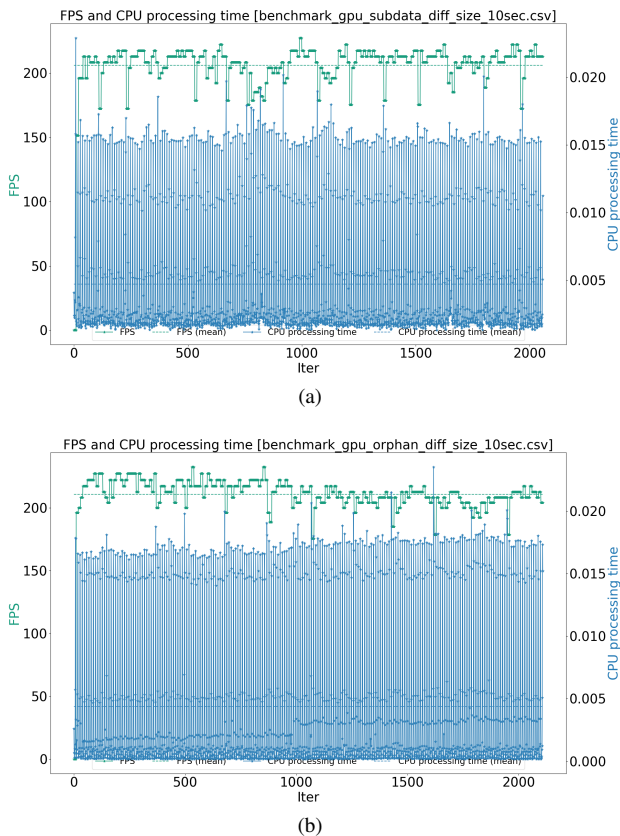 FPS and CPU processing time [benchmark_gpu_subdata_diff_size_10sec.csv]
200
150
100
50
0
FPS
0.020
0.015
0.010
0.005
CPU processing time
FPS
FPS (mean)
CPU processing time
CPU processing time (mean)
0
500
1000
1500
2000
Iter
(a)
FPS and CPU processing time [benchmark_gpu_orphan_diff_size_10sec.csv]
200
150
100
50
0
FPS
0.020
0.015
0.010
0.005
0.000
CPU processing time
FPS
FPS (mean)
CPU processing time
CPU processing time (mean)
0
500
1000
1500
2000
Iter
(b)